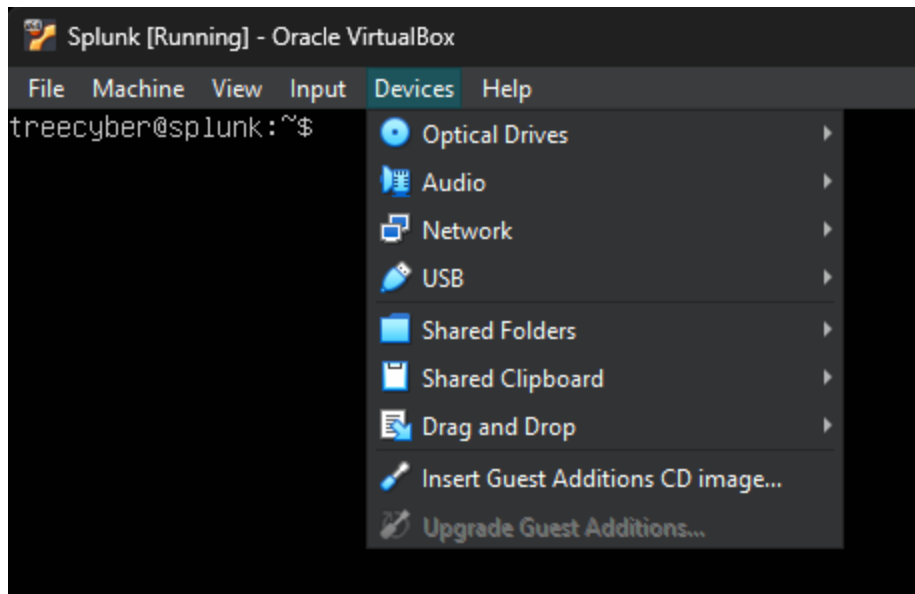 Splunk [Running] - Oracle VirtualBox
File Machine View Input Devices Help
treecyber@splunk:~$
Optical Drives
Audio
Network
USB
Shared Folders
Shared Clipboard
Drag and Drop
Insert Guest Additions CD image...
Upgrade Guest Additions...